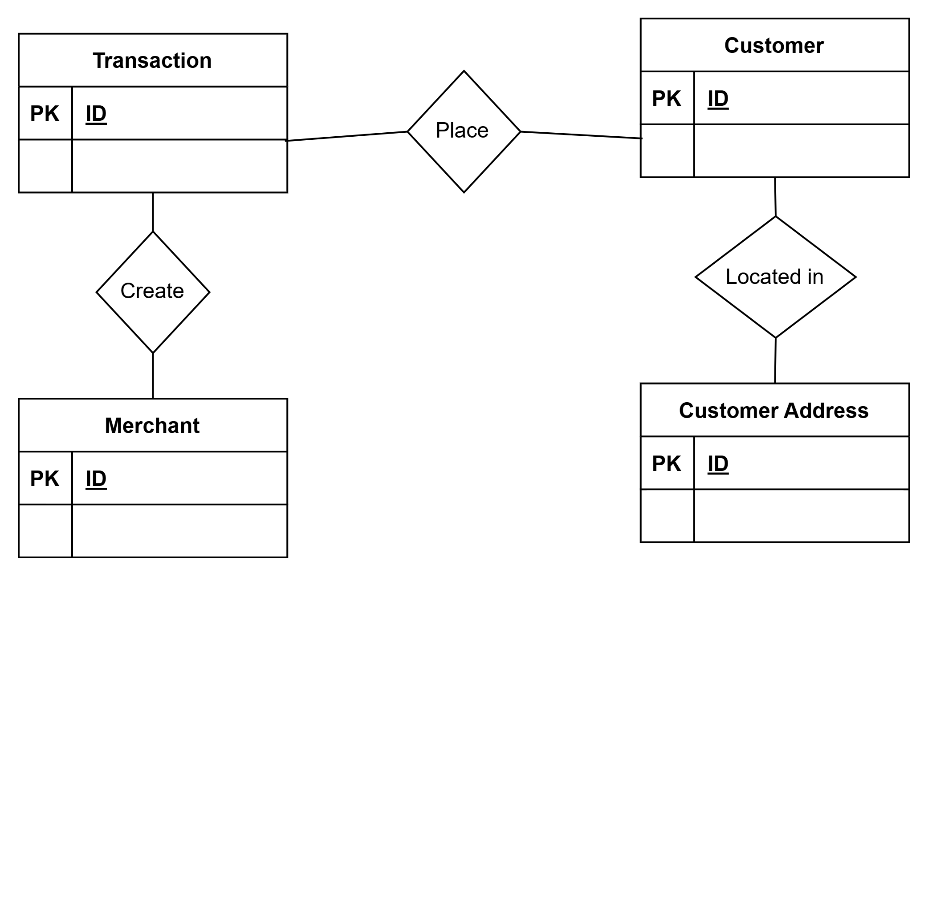 Transaction
PK ID
Place
Customer
PK ID
Create
Located in
Merchant
PK ID
Customer Address
PK ID